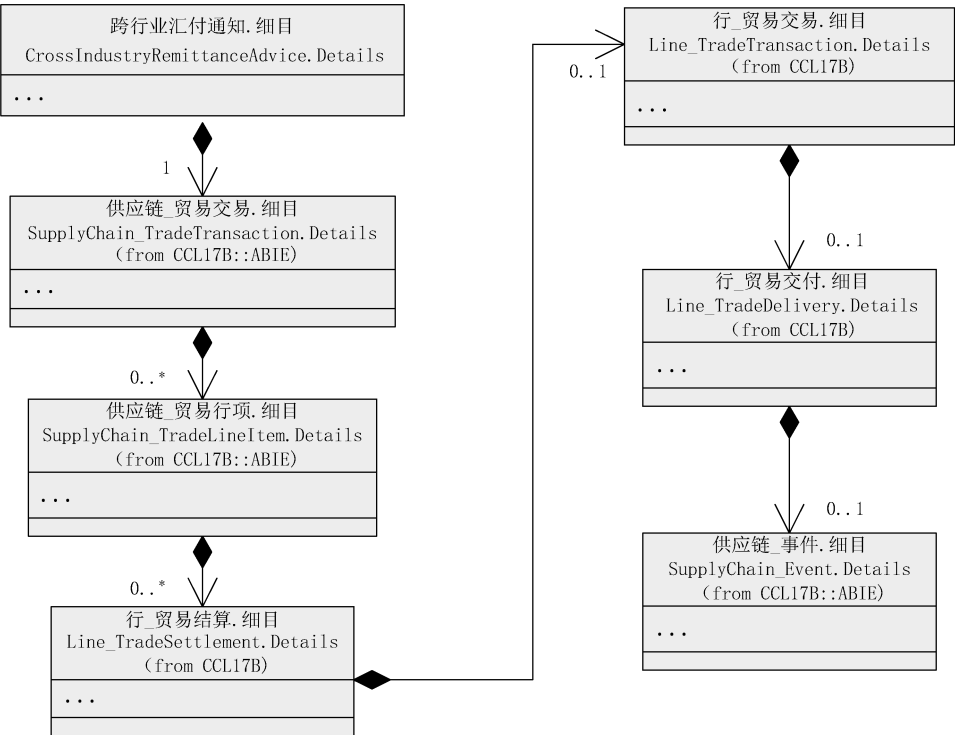 跨行业汇付通知.细目
CrossIndustryRemittanceAdvice.Details
...
1
供应链_贸易交易.细目
SupplyChain_TradeTransaction.Details
(from CCL17B::ABIE)
...
0..*
供应链_贸易行项.细目
SupplyChain_TradeLineItem.Details
(from CCL17B::ABIE)
...
0..*
行_贸易结算.细目
Line_TradeSettlement.Details
(from CCL17B)
...
0..1
行_贸易交易.细目
Line_TradeTransaction.Details
(from CCL17B)
...
0..1
行_贸易交付.细目
Line_TradeDelivery.Details
(from CCL17B)
...
0..1
供应链_事件.细目
SupplyChain_Event.Details
(from CCL17B::ABIE)
...